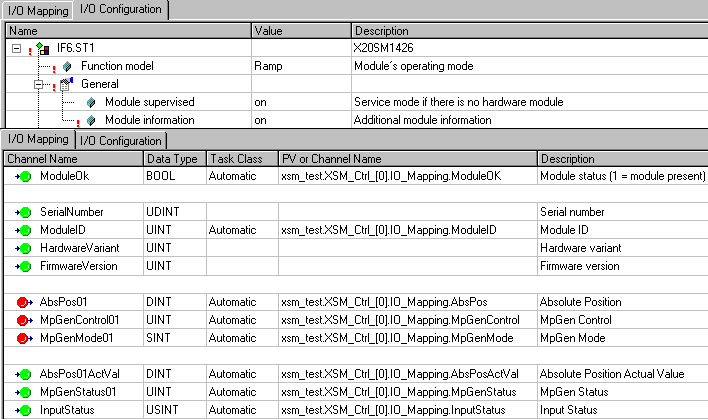 I/O Mapping I/O Configuration
Name Value Description
IF6.ST1 X20SM1426
Function model Ramp Module´s operating mode
General
Module supervised on Service mode if there is no hardware module
Module information on Additional module information
I/O Mapping I/O Configuration
Channel Name Data Type Task Class PV or Channel Name Description
ModuleOk BOOL Automatic xsm_test.XSM_Ctrl_[0].IO_Mapping.ModuleOK Module status (1 = module present)
SerialNumber UDINT Serial number
ModuleID UINT Automatic xsm_test.XSM_Ctrl_[0].IO_Mapping.ModuleID Module ID
HardwareVariant UINT Hardware variant
FirmwareVersion UINT Firmware version
AbsPos01 DINT Automatic xsm_test.XSM_Ctrl_[0].IO_Mapping.AbsPos Absolute Position
MpGenControl01 UINT Automatic xsm_test.XSM_Ctrl_[0].IO_Mapping.MpGenControl MpGen Control
MpGenMode01 SINT Automatic xsm_test.XSM_Ctrl_[0].IO_Mapping.MpGenMode MpGen Mode
AbsPos01ActVal DINT Automatic xsm_test.XSM_Ctrl_[0].IO_Mapping.AbsPosActVal Absolute Position Actual Value
MpGenStatus01 UINT Automatic xsm_test.XSM_Ctrl_[0].IO_Mapping.MpGenStatus MpGen Status
InputStatus USINT Automatic xsm_test.XSM_Ctrl_[0].IO_Mapping.InputStatus Input Status